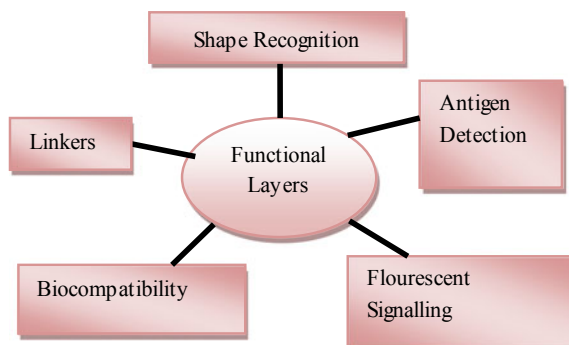 Shape Recognition
Antigen
Detection
Linkers
Functional
Layers
Biocompatibility
Flourescent
Signalling